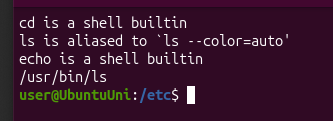 cd is a shell builtin
ls is aliased to `ls --color=auto'
echo is a shell builtin
/usr/bin/ls
user@UbuntuUni:/etc$